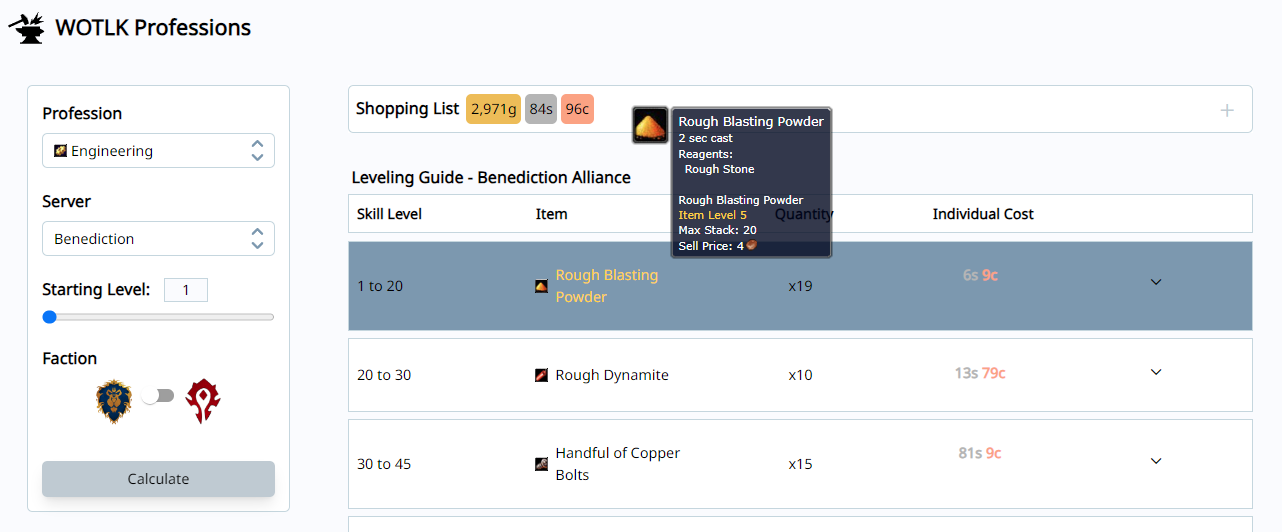 WOTLK Professions
Profession
Engineering
Server
Benediction
Starting Level: 1
Faction
Calculate
Shopping List 2,971g 84s 96c
+
Rough Blasting Powder
2 sec cast
Reagents:
Rough Stone
Rough Blasting Powder
Item Level 5
Max Stack: 20
Sell Price: 4
Leveling Guide - Benediction Alliance
Skill Level Item Quantity Individual Cost
1 to 20 Rough Blasting Powder x19 6s 9c
20 to 30 Rough Dynamite x10 13s 79c
30 to 45 Handful of Copper Bolts x15 81s 9c